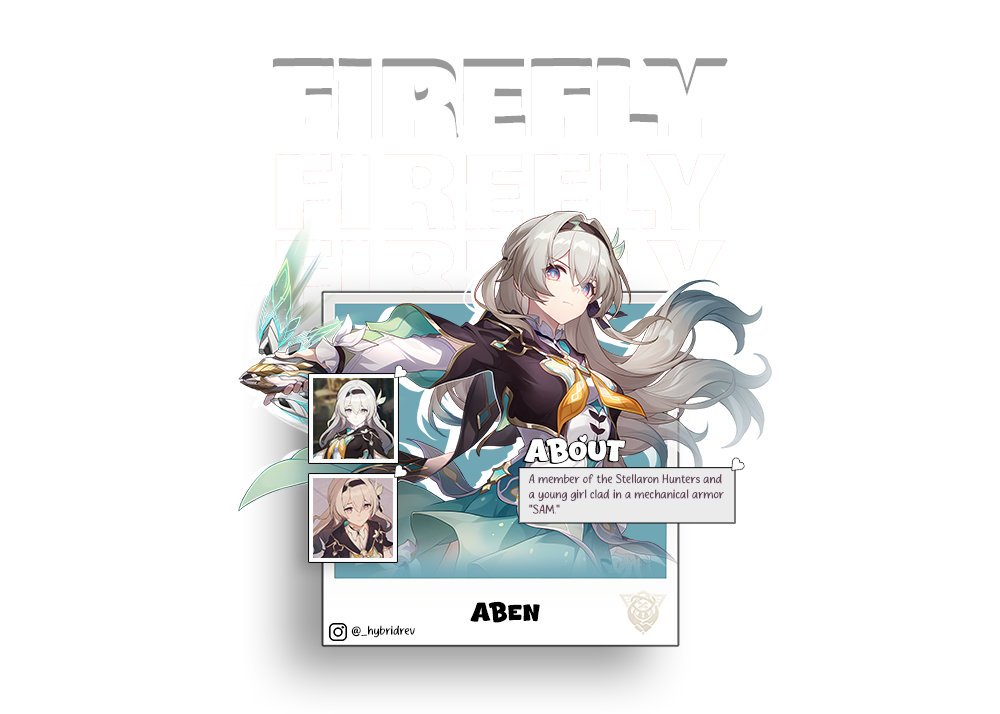 FIREFLY
FIREFLY
FIREFLY
ABOUT
A member of the Stellaron Hunters and
a young girl clad in a mechanical armor
"SAM."
ABEN
@_hybridrev